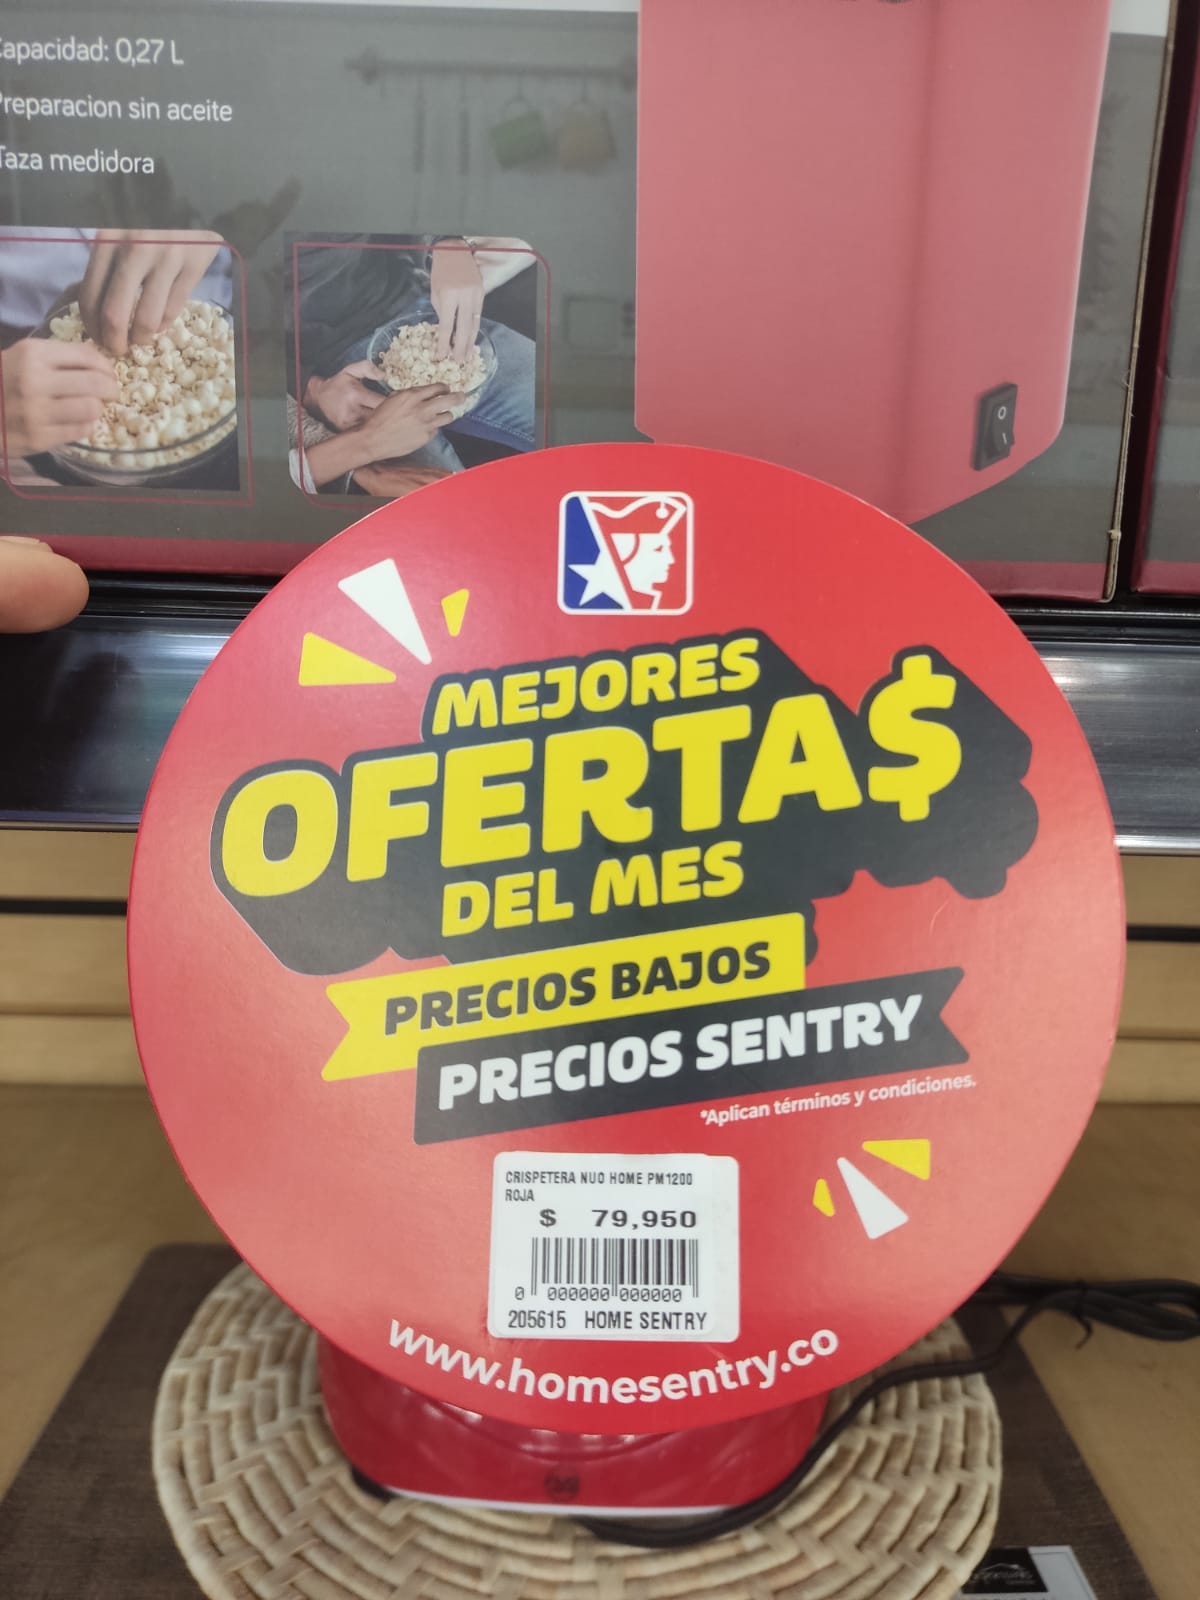 Capacidad: 0,27 L
Preparacion sin aceite
Taza medidora
MEJORES
OFERTA$
DEL MES
PRECIOS BAJOS
PRECIOS SENTRY
*Aplican términos y condiciones.
CRISPETERA NUO HOME PM1200
ROJA
$ 79,950
0 000000 000000
205615 HOME SENTRY
www.homesentry.co